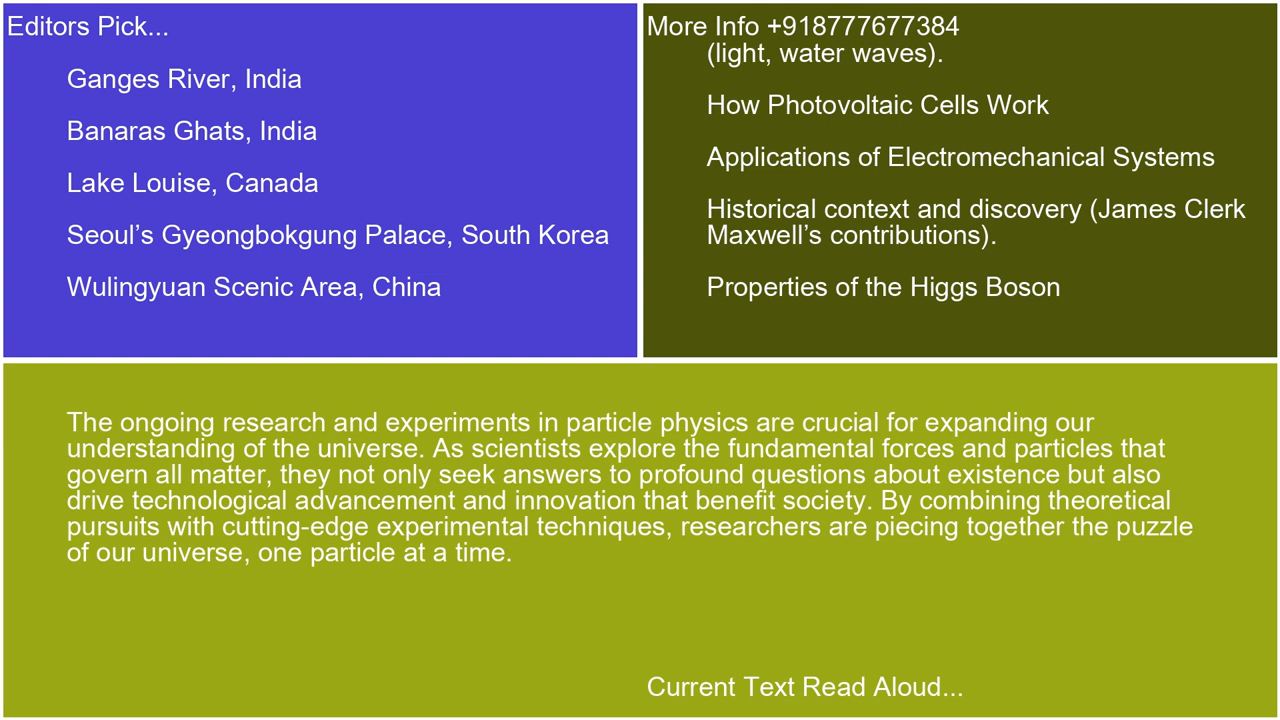 Editors Pick...
Ganges River, India
Banaras Ghats, India
Lake Louise, Canada
Seoul’s Gyeongbokgung Palace, South Korea
Wulingyuan Scenic Area, China
More Info +918777677384
(light, water waves).
How Photovoltaic Cells Work
Applications of Electromechanical Systems
Historical context and discovery (James Clerk
Maxwell’s contributions).
Properties of the Higgs Boson
The ongoing research and experiments in particle physics are crucial for expanding our
understanding of the universe. As scientists explore the fundamental forces and particles that
govern all matter, they not only seek answers to profound questions about existence but also
drive technological advancement and innovation that benefit society. By combining theoretical
pursuits with cutting-edge experimental techniques, researchers are piecing together the puzzle
of our universe, one particle at a time.
Current Text Read Aloud...